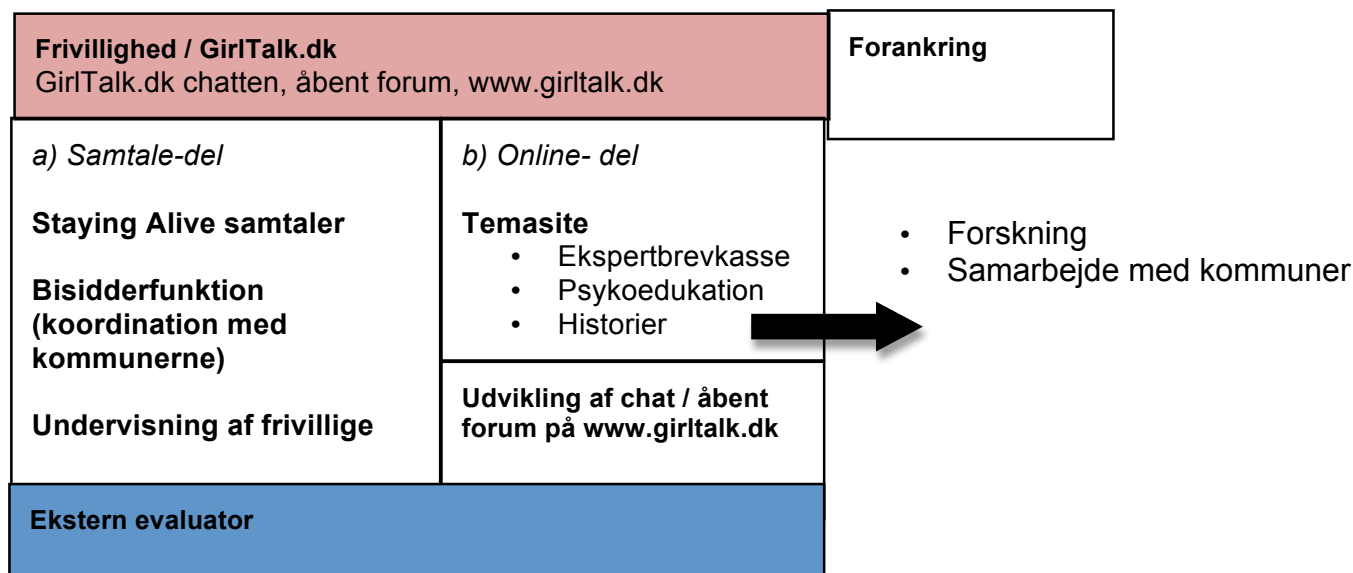 Frivillighed / GirlTalk.dk
GirlTalk.dk chatten, åbent forum, www.girltalk.dk
Forankring
a) Samtale-del
Staying Alive samtaler
Bisidderfunktion
(koordination med
kommunerne)
Undervisning af frivillige
b) Online- del
Temasite
• Ekspertbrevkasse
• Psykoedukation
• Historier
Udvikling af chat / åbent
forum på www.girltalk.dk
• Forskning
• Samarbejde med kommuner
Ekstern evaluator